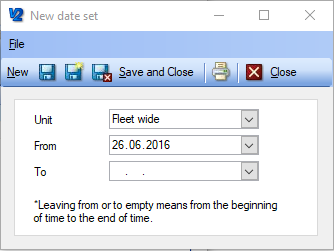 V2 New date set
File
New Save and Close Close
Unit Fleet wide
From 26.06.2016
To . .
*Leaving from or to empty means from the beginning
of time to the end of time.